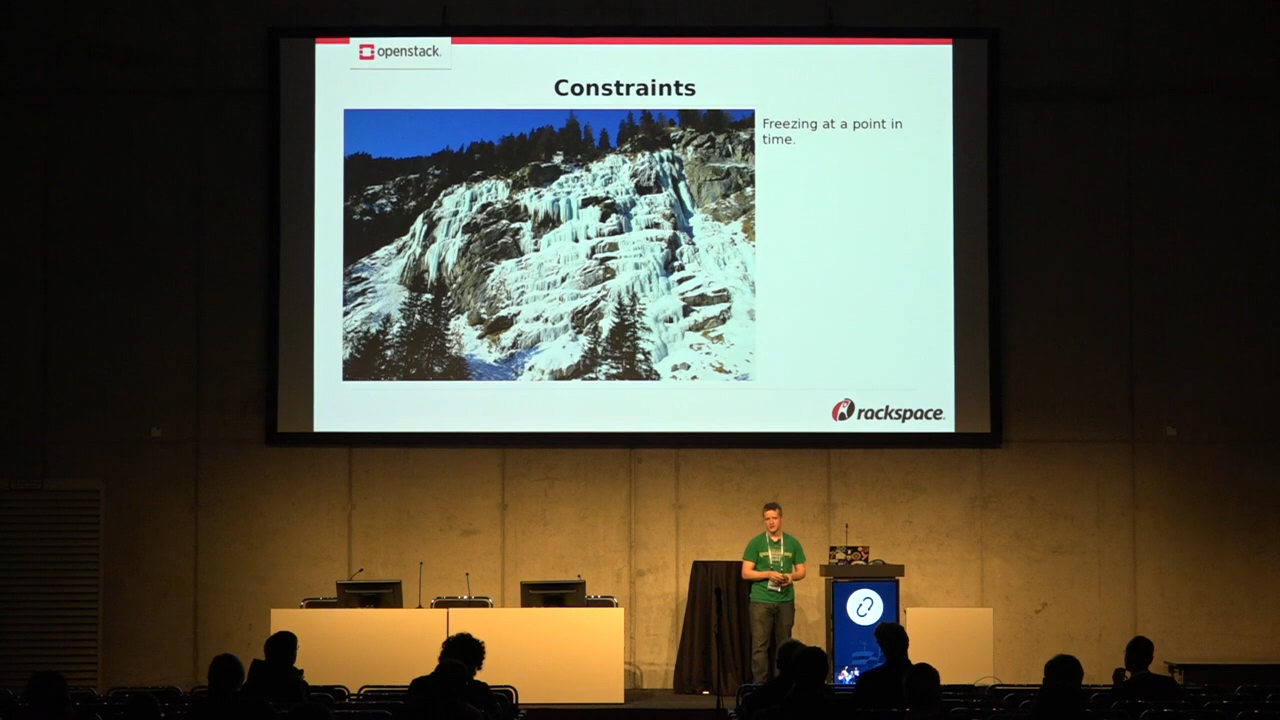 openstack.
Constraints
Freezing at a point in
time.
rackspace.